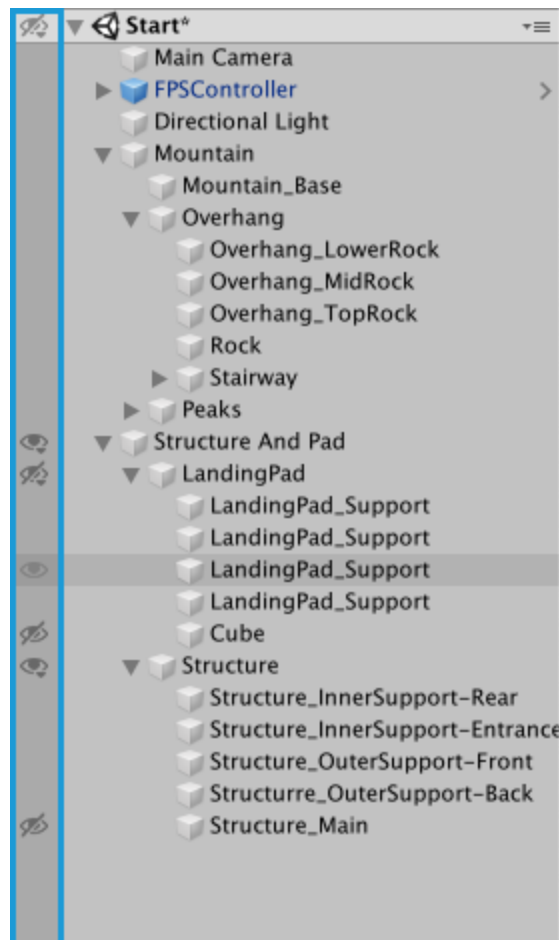 Start*
Main Camera
FPSController
Directional Light
Mountain
Mountain_Base
Overhang
Overhang_LowerRock
Overhang_MidRock
Overhang_TopRock
Rock
Stairway
Peaks
Structure And Pad
LandingPad
LandingPad_Support
LandingPad_Support
LandingPad_Support
LandingPad_Support
Cube
Structure
Structure_InnerSupport-Rear
Structure_InnerSupport-Entrance
Structure_OuterSupport-Front
Structurre_OuterSupport-Back
Structure_Main